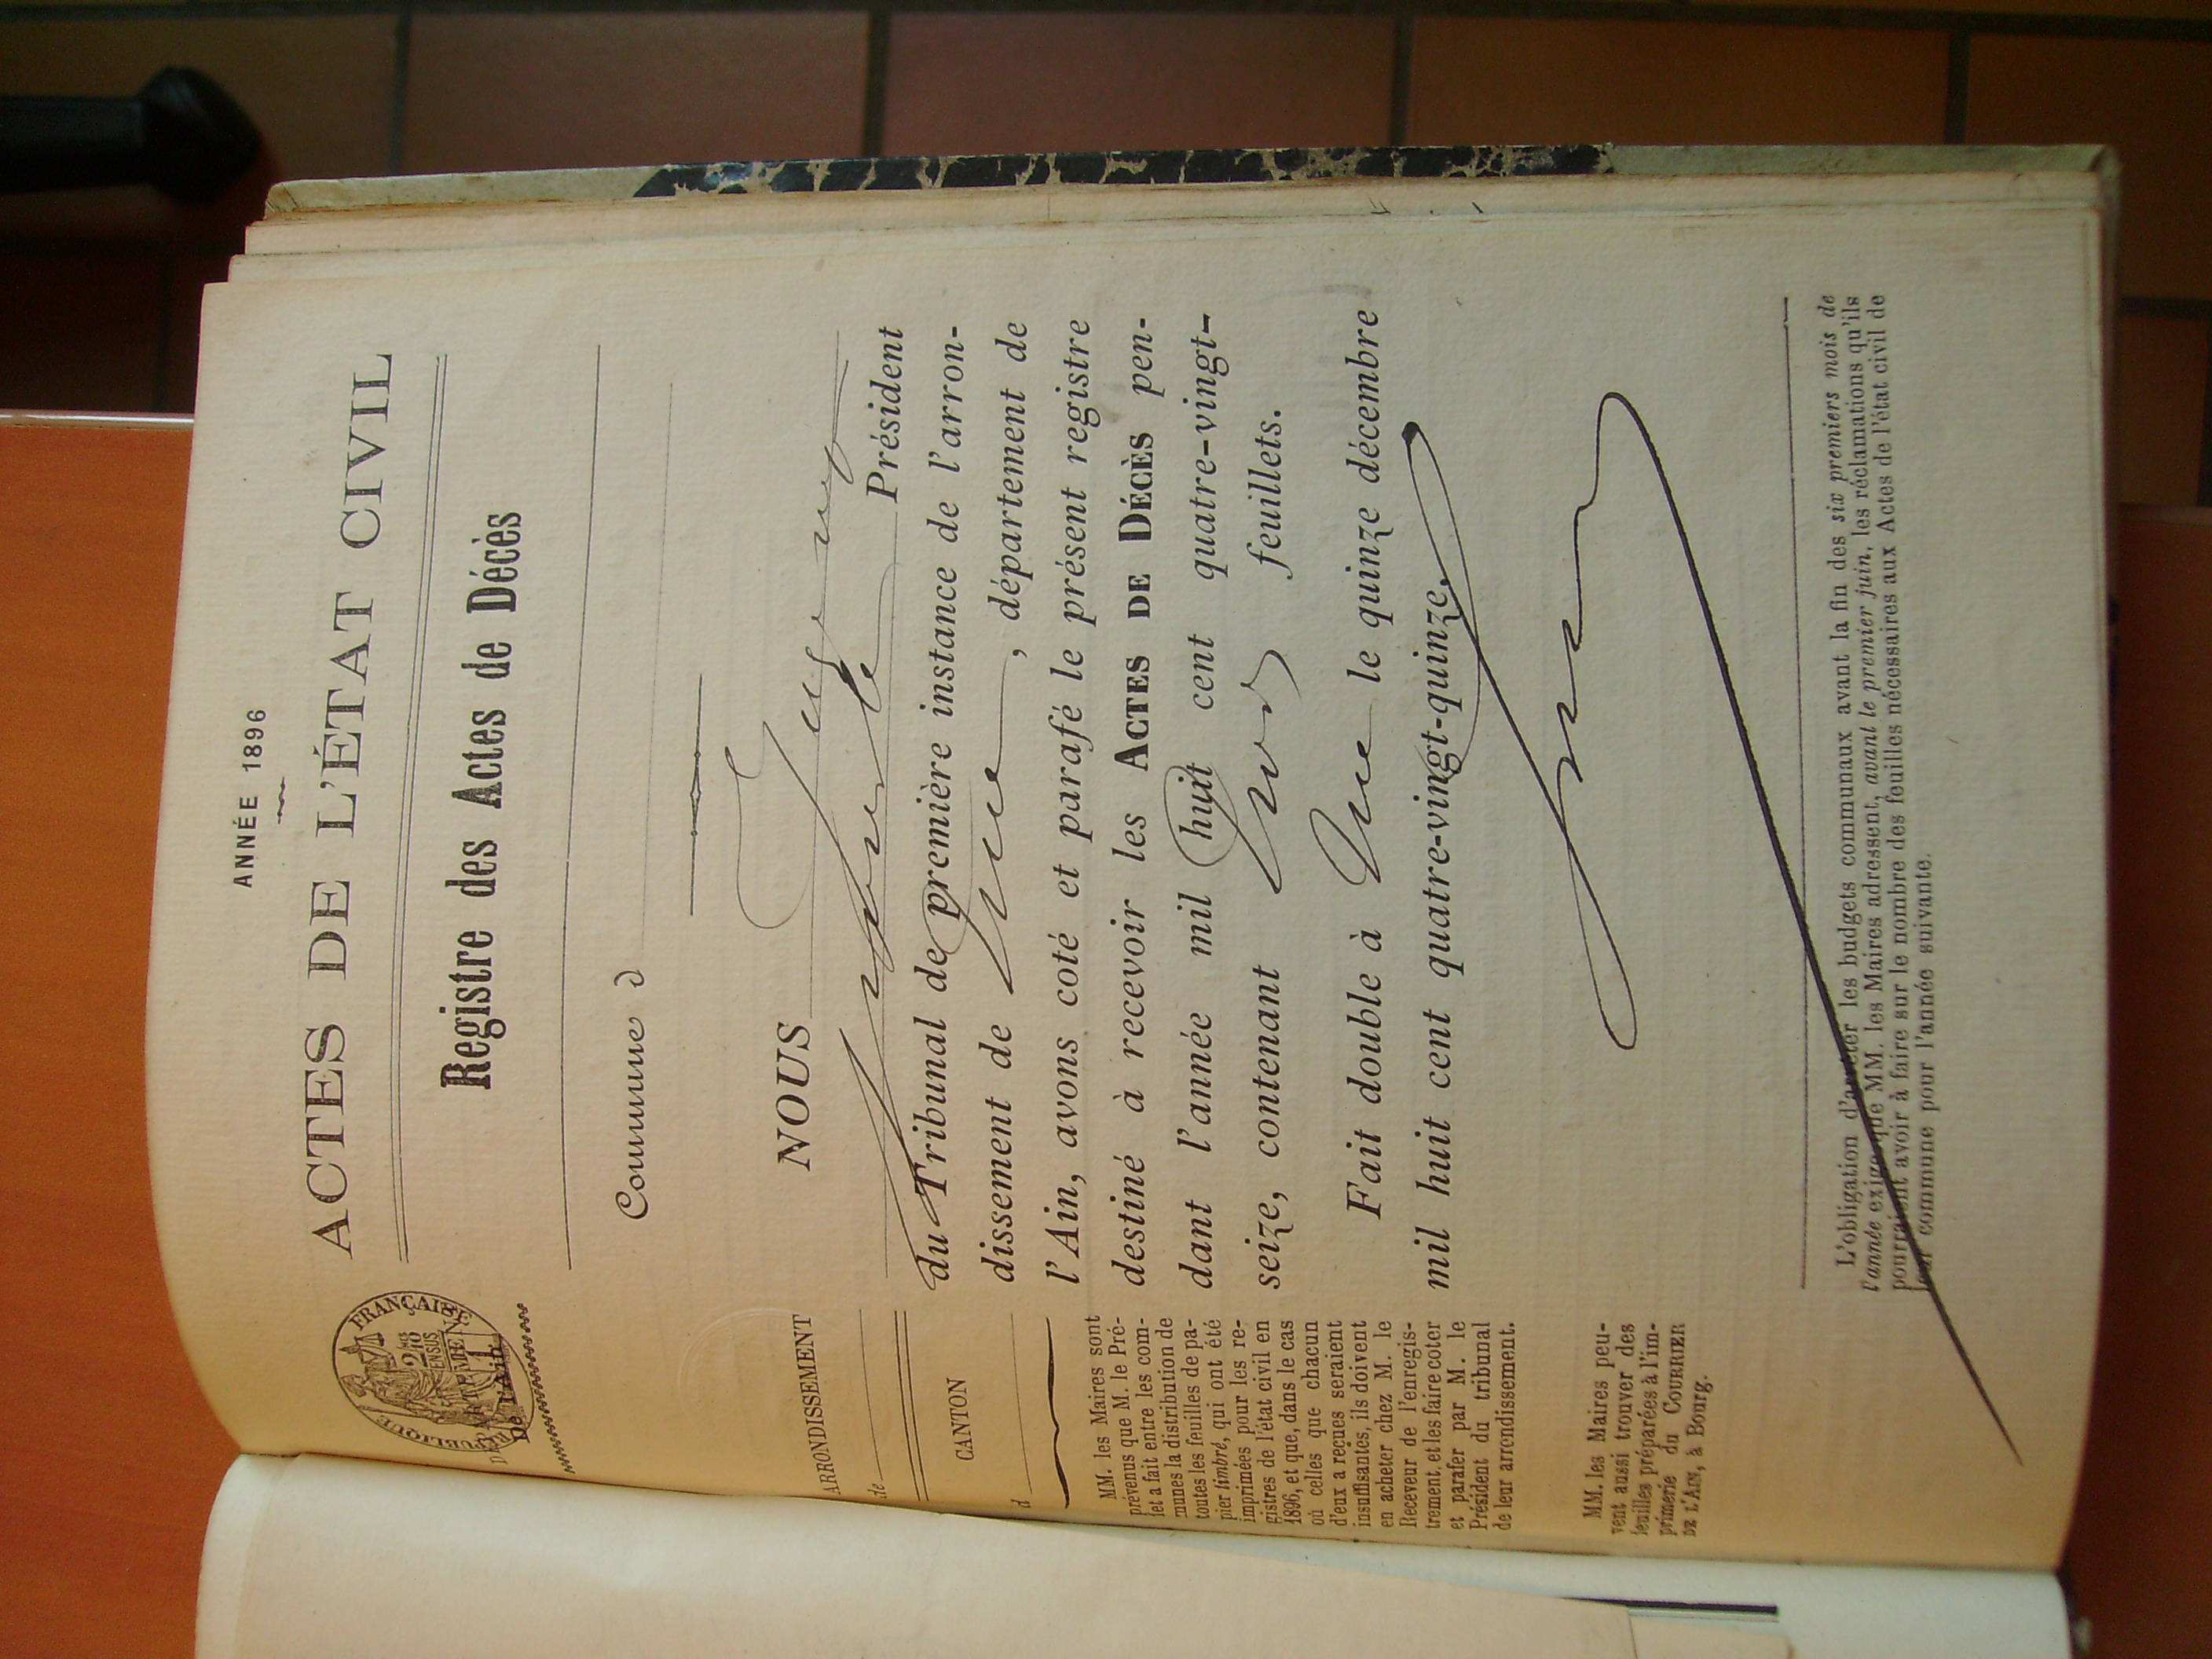 ANNÉE 1896
ACTES DE L'ÉTAT CIVIL
Registre des Actes de Décès
Commune d
NOUS Juge
Président
du Tribunal de première instance de l'arron-
dissement de , département de
l'Ain, avons coté et parafé le présent registre
destiné à recevoir les ACTES DE DÉCÈS pen-
dant l'année mil huit cent quatre-vingt-
seize, contenant feuillets.
Fait double à le quinze décembre
mil huit cent quatre-vingt-quinze.
L'obligation d'arrêter les budgets communaux avant la fin des six premiers mois de
l'année exige que MM. les Maires adressent, avant le premier juin, les réclamations qu'ils
pourraient avoir à faire sur le nombre des feuilles nécessaires aux Actes de l'état civil de
leur commune pour l'année suivante.
RÉPUBLIQUE FRANÇAISE
2/10 EN SUS
DÉPARTEMENT
De L'Ain
ARRONDISSEMENT
de
CANTON
d
MM. les Maires sont
prévenus que M. le Pré-
fet a fait entre les com-
munes la distribution de
toutes les feuilles de pa-
pier timbré, qui ont été
imprimées pour les re-
gistres de l'état civil en
1896, et que, dans le cas
où celles que chacun
d'eux a reçues seraient
insuffisantes, ils doivent
en acheter chez M. le
Receveur de l'enregis-
trement, et les faire coter
et parafer par M. le
Président du tribunal
de leur arrondissement.
MM. les Maires peu-
vent aussi trouver des
feuilles préparées à l'im-
primerie du COURRIER
DE L'AIN, à Bourg.